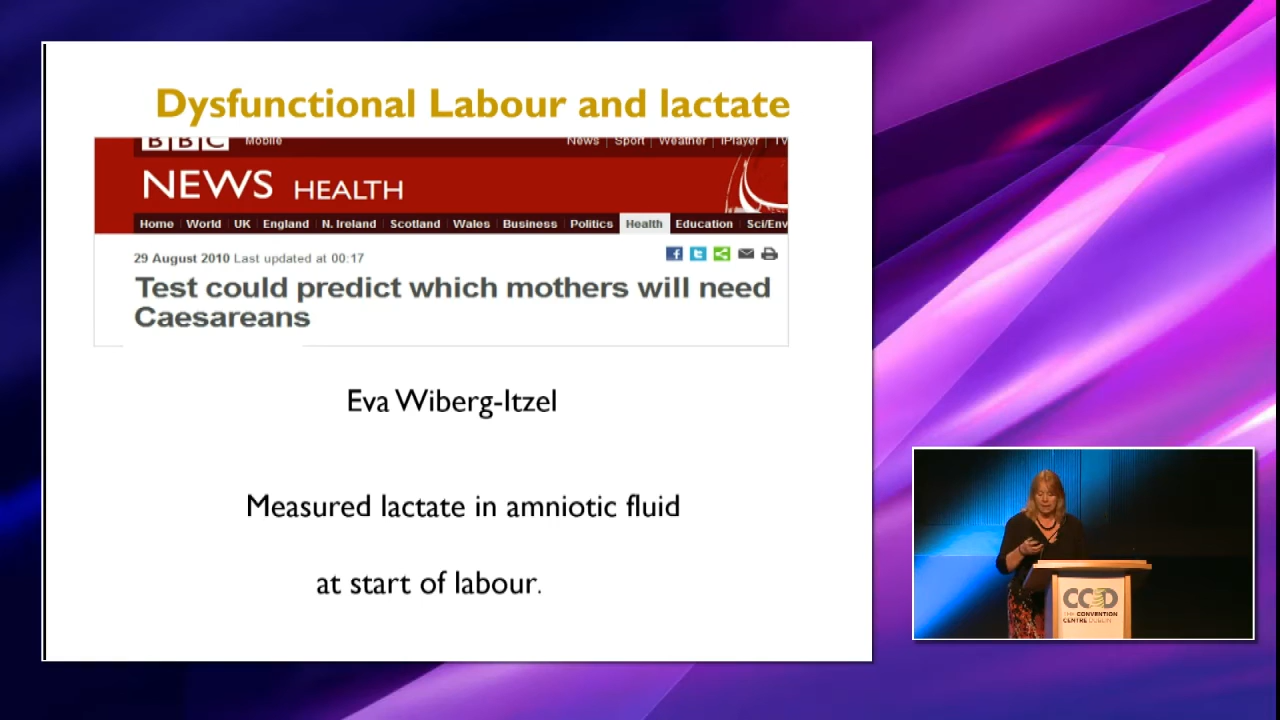 Dysfunctional Labour and lactate
BBC Mobile News Sport Weather iPlayer TV
NEWS HEALTH
Home World UK England N. Ireland Scotland Wales Business Politics Health Education Sci/Env
29 August 2010 Last updated at 00:17
Test could predict which mothers will need
Caesareans
Eva Wiberg-Itzel
Measured lactate in amniotic fluid
at start of labour.
CCD
THE CONVENTION
CENTRE DUBLIN